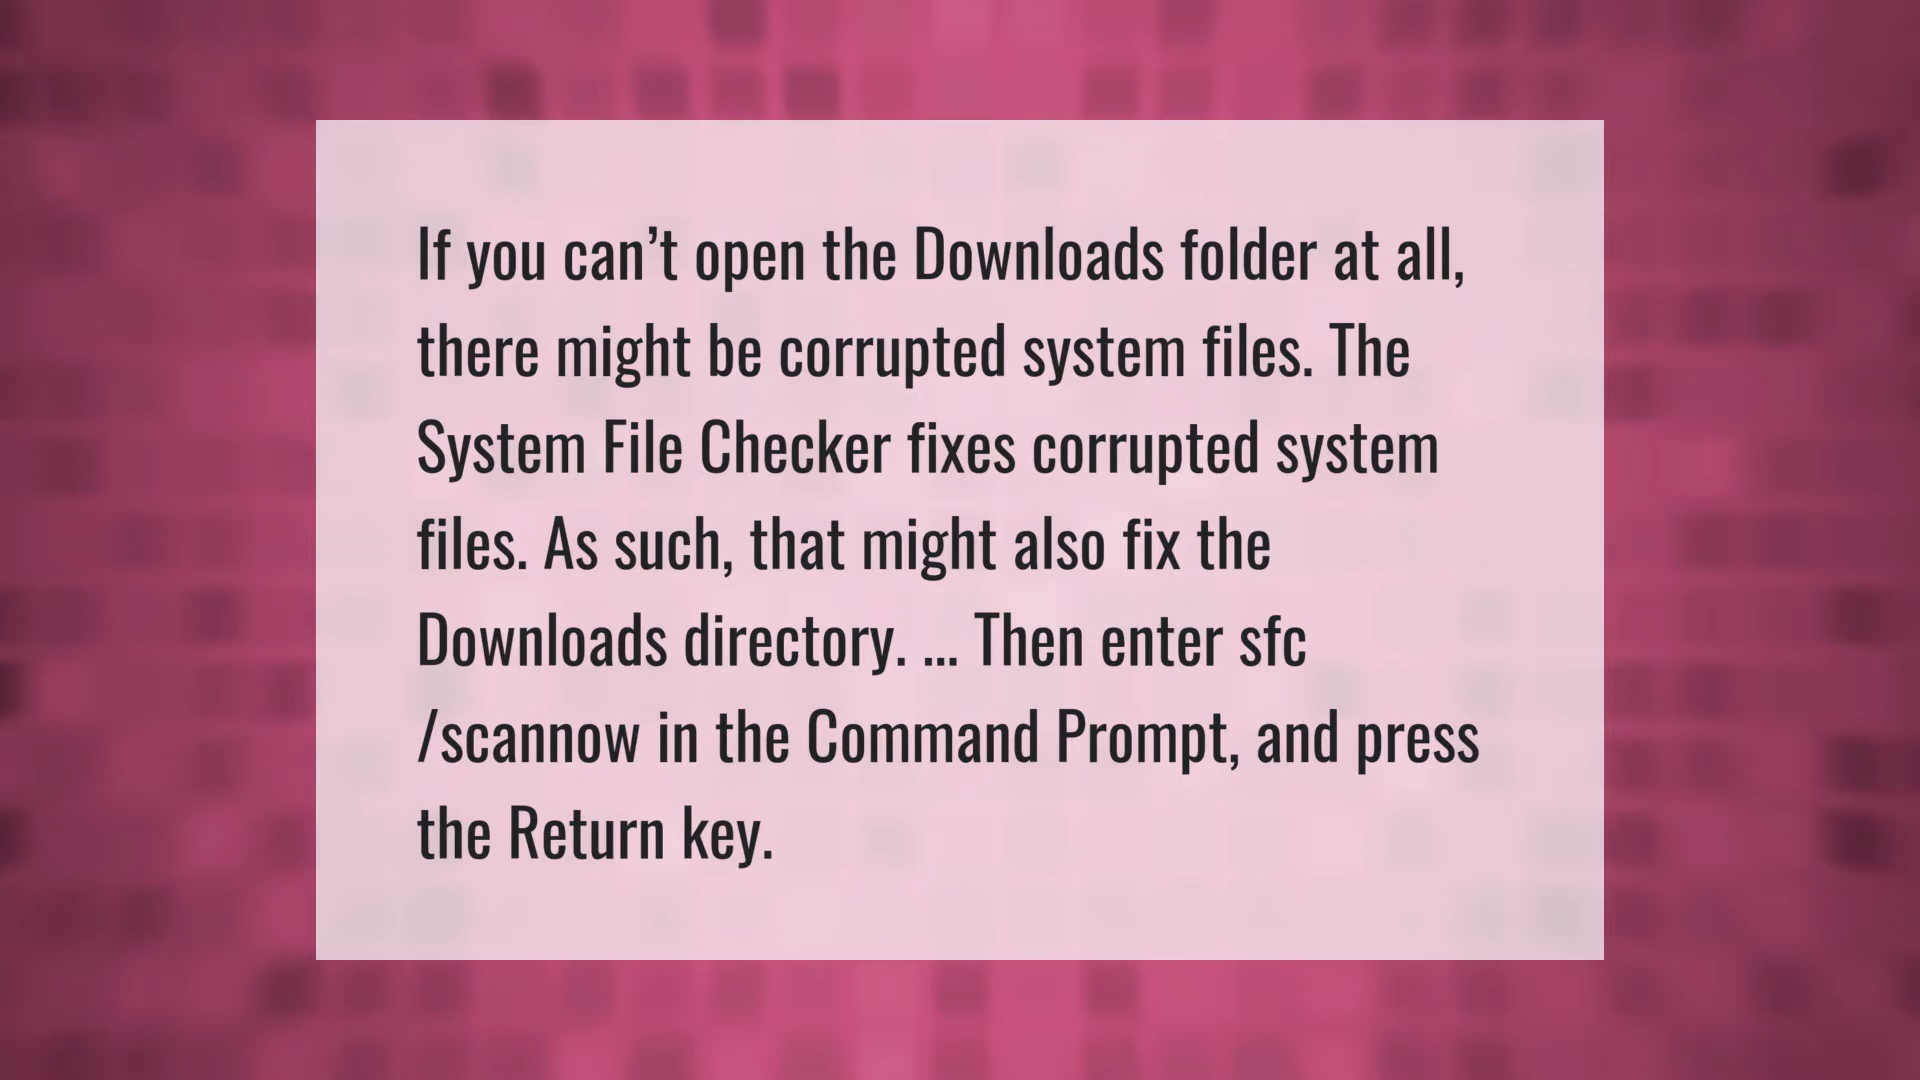 If you can’t open the Downloads folder at all,
there might be corrupted system files. The
System File Checker fixes corrupted system
files. As such, that might also fix the
Downloads directory. ... Then enter sfc
/scannow in the Command Prompt, and press
the Return key.